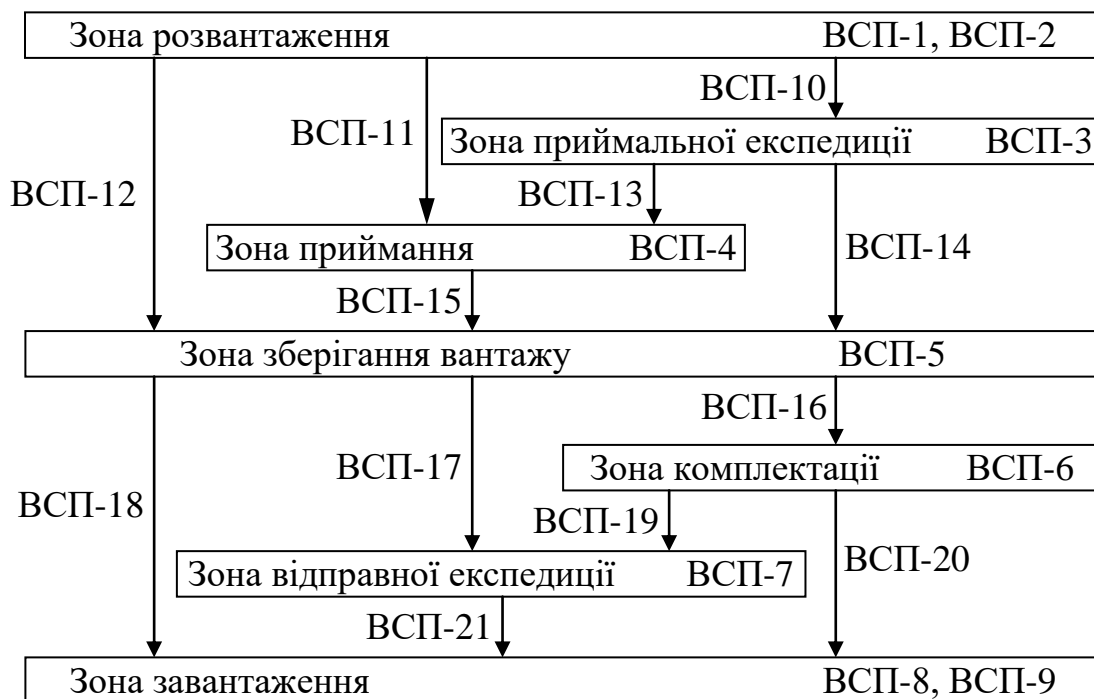 Зона розвантаження ВСП-1, ВСП-2
ВСП-10
ВСП-11
Зона приймальної експедиції ВСП-3
ВСП-12
ВСП-13
Зона приймання ВСП-4
ВСП-14
ВСП-15
Зона зберігання вантажу ВСП-5
ВСП-16
ВСП-17
Зона комплектації ВСП-6
ВСП-18
ВСП-19
ВСП-20
Зона відправної експедиції ВСП-7
ВСП-21
Зона завантаження ВСП-8, ВСП-9